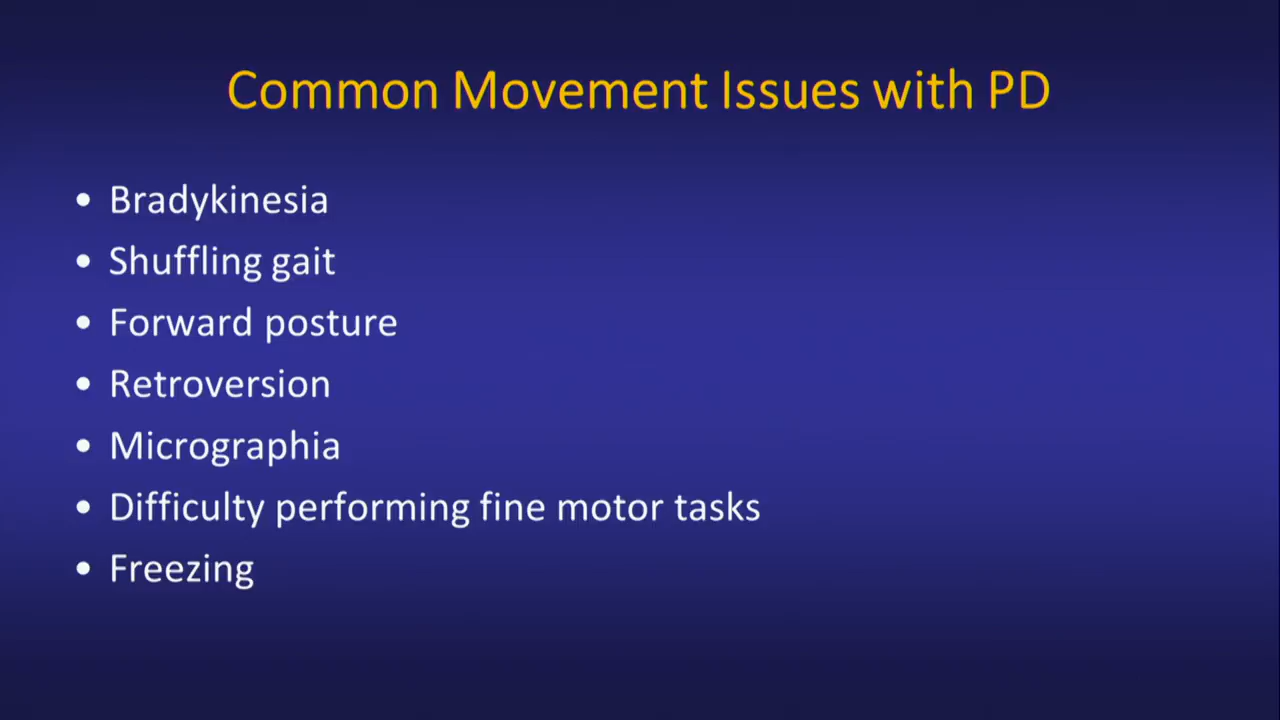 Common Movement Issues with PD
• Bradykinesia
• Shuffling gait
• Forward posture
• Retroversion
• Micrographia
• Difficulty performing fine motor tasks
• Freezing